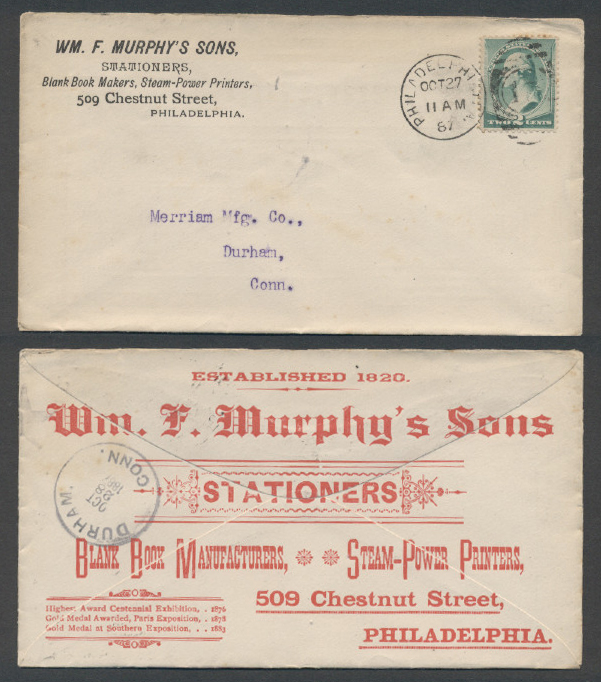 WM. F. MURPHY'S SONS,
STATIONERS,
Blank Book Makers, Steam-Power Printers,
509 Chestnut Street,
PHILADELPHIA.
PHILADELPHIA
OCT 27
11 AM
87
TWO 2 CENTS
Merriam Mfg. Co.,
Durham,
Conn.
ESTABLISHED 1820.
Wm. F. Murphy's Sons
STATIONERS
DURHAM. CONN.
OCT
28
BLANK BOOK MANUFACTURERS, STEAM-POWER PRINTERS,
Highest Award Centennial Exhibition, . 1876
Gold Medal Awarded, Paris Exposition, . 1878
Gold Medal at Southern Exposition, . . 1883
509 Chestnut Street,
PHILADELPHIA.